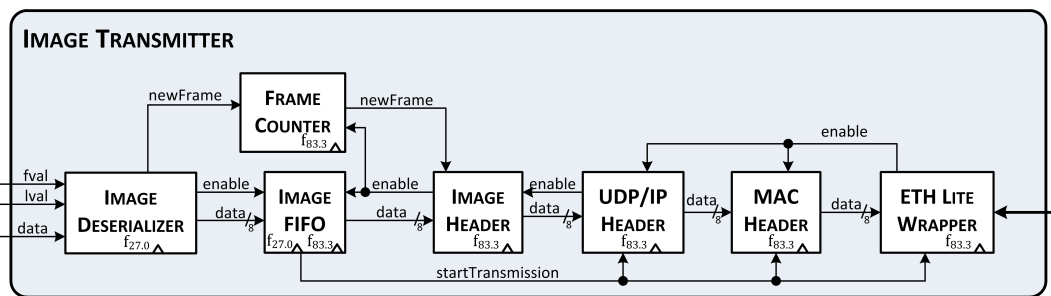 IMAGE TRANSMITTER
newFrame
FRAME
COUNTER
f83.3
newFrame
enable
fval
lval
data
IMAGE
DESERIALIZER
f27.0
enable
data
8
IMAGE
FIFO
f27.0 f83.3
enable
data
8
IMAGE
HEADER
f83.3
enable
data
8
UDP/IP
HEADER
f83.3
data
8
MAC
HEADER
f83.3
data
8
ETH LITE
WRAPPER
f83.3
startTransmission